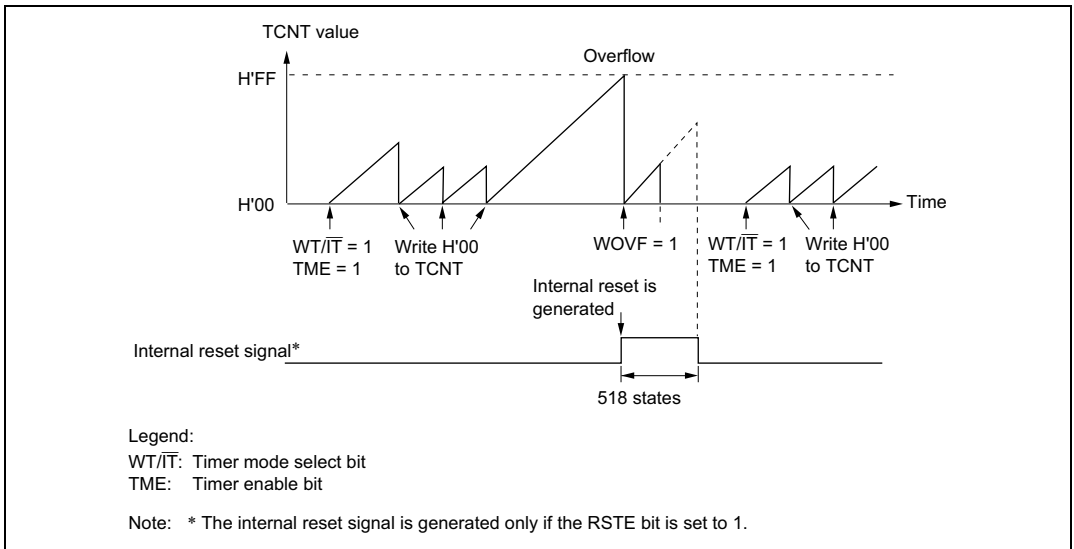 TCNT value
Overflow
H'FF
H'00
Time
WT/I̅T̅ = 1
TME = 1
Write H'00
to TCNT
WOVF = 1
WT/I̅T̅ = 1
TME = 1
Write H'00
to TCNT
Internal reset is
generated
Internal reset signal*
518 states
Legend:
WT/I̅T̅: Timer mode select bit
TME: Timer enable bit
Note: * The internal reset signal is generated only if the RSTE bit is set to 1.